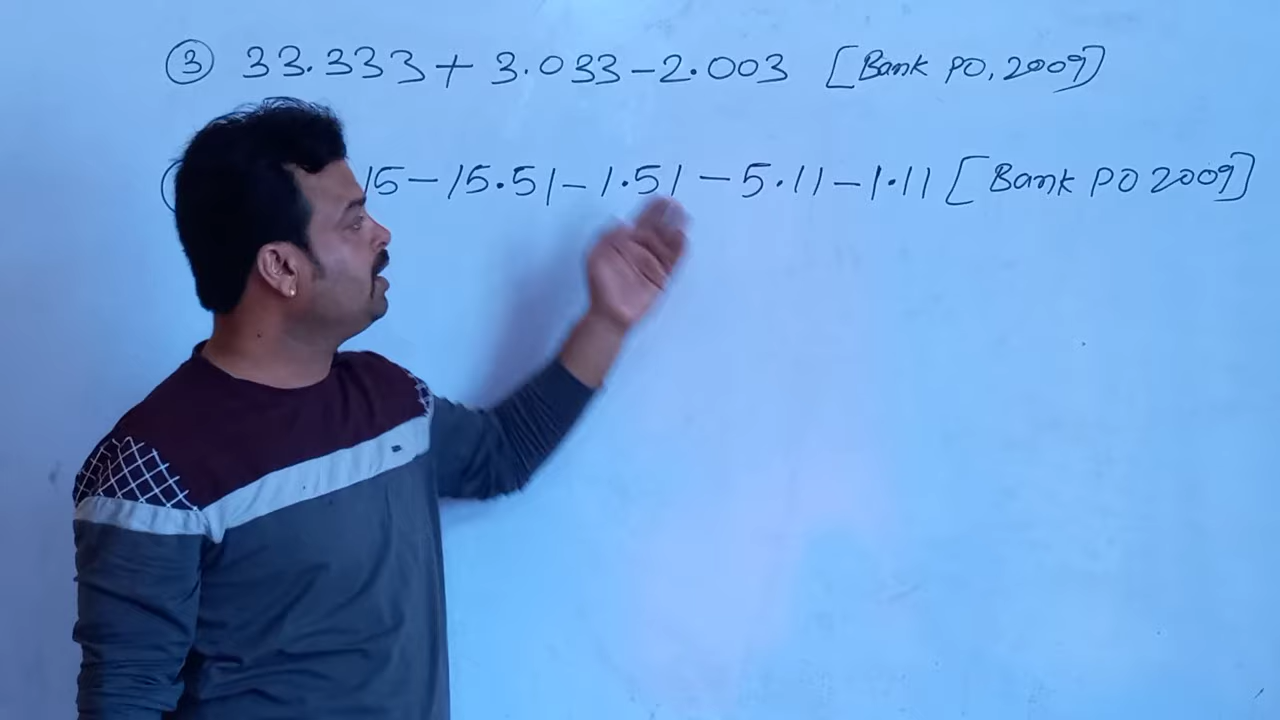 ③ 33.333 + 3.033 - 2.003 [Bank PO, 2009]
15 - 15.51 - 1.51 - 5.11 - 1.11 [Bank PO 2009]